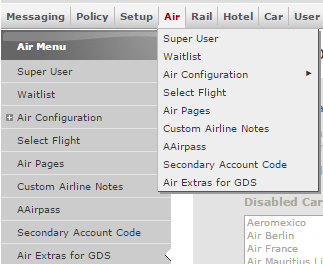 Messaging Policy Setup Air Rail Hotel Car User
Air Menu
Super User
Waitlist
Air Configuration
Select Flight
Air Pages
Custom Airline Notes
AAirpass
Secondary Account Code
Air Extras for GDS
Super User
Waitlist
Air Configuration
Select Flight
Air Pages
Custom Airline Notes
AAirpass
Secondary Account Code
Air Extras for GDS
Disabled Car
Aeromexico
Air Berlin
Air France
Air Mauritius Li